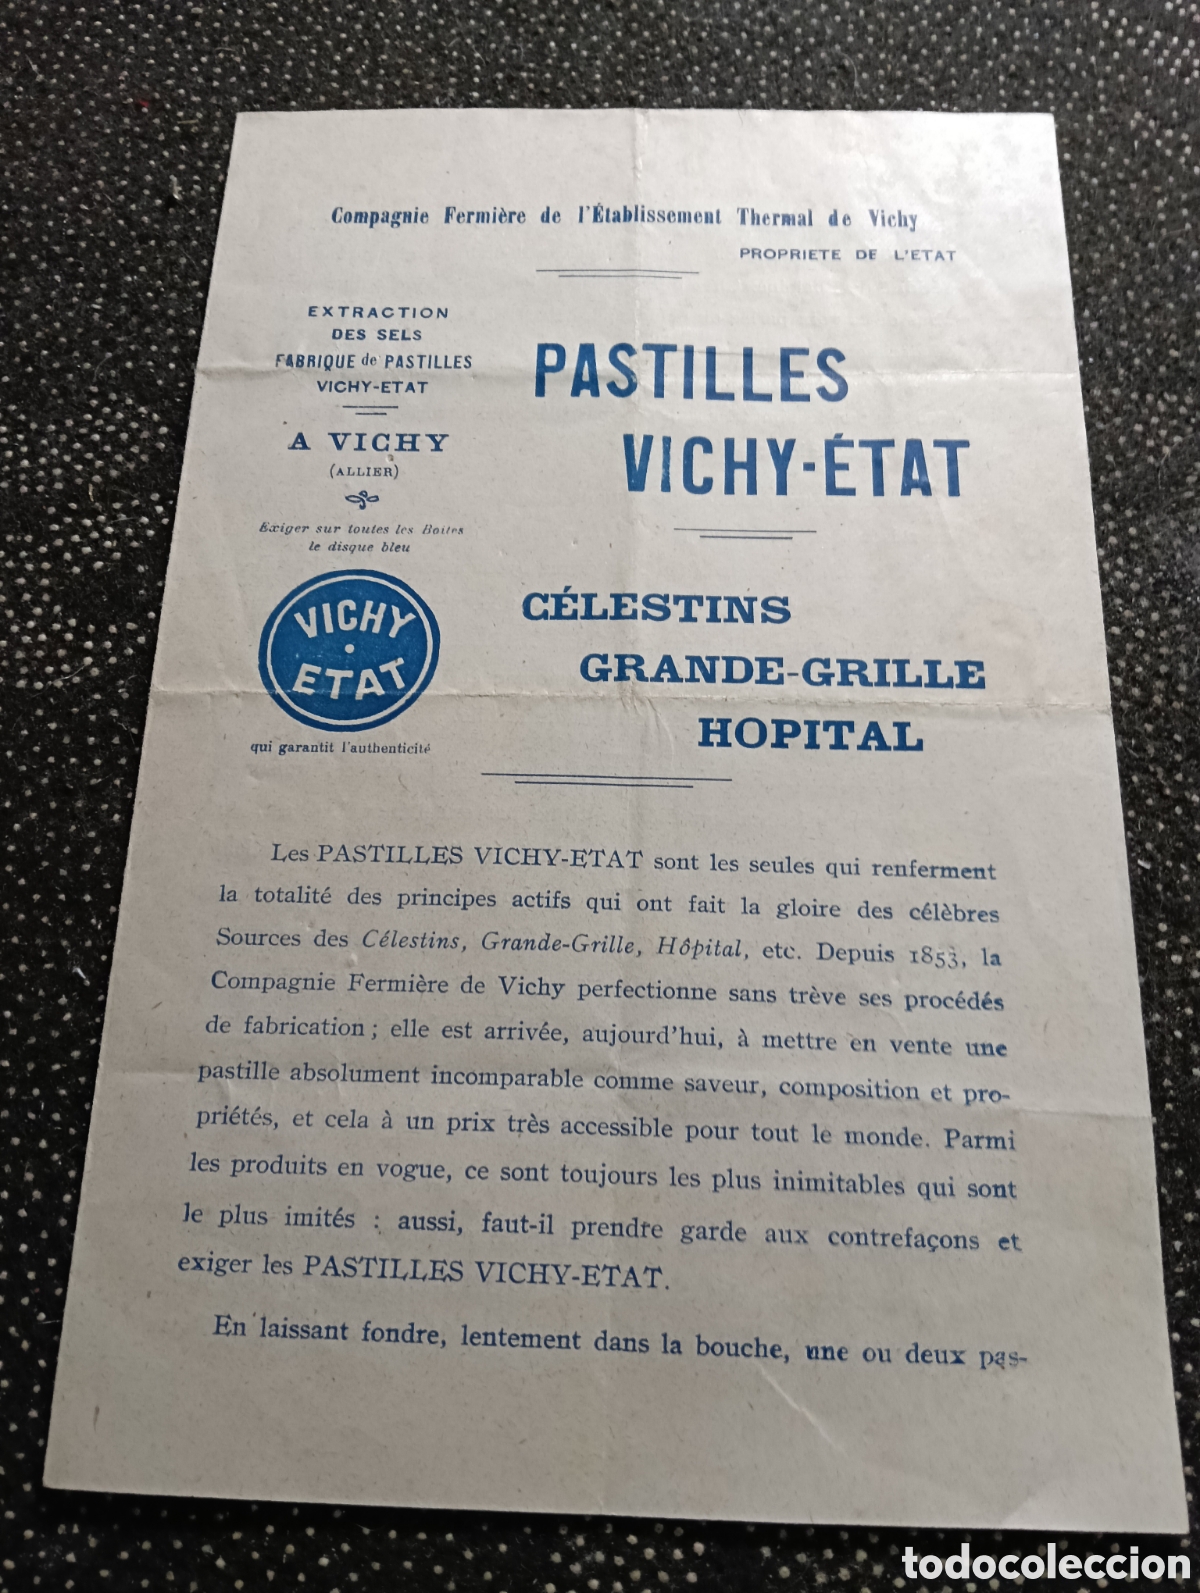 Compagnie Fermière de l'Établissement Thermal de Vichy
PROPRIETE DE L'ETAT
EXTRACTION
DES SELS
FABRIQUE de PASTILLES
VICHY-ETAT
A VICHY
(ALLIER)
Exiger sur toutes les Boîtes
le disque bleu
VICHY
ETAT
qui garantit l'authenticité
PASTILLES
VICHY-ÉTAT
CÉLESTINS
GRANDE-GRILLE
HOPITAL
Les PASTILLES VICHY-ETAT sont les seules qui renferment
la totalité des principes actifs qui ont fait la gloire des célèbres
Sources des Célestins, Grande-Grille, Hôpital, etc. Depuis 1853, la
Compagnie Fermière de Vichy perfectionne sans trève ses procédés
de fabrication ; elle est arrivée, aujourd'hui, à mettre en vente une
pastille absolument incomparable comme saveur, composition et pro-
priétés, et cela à un prix très accessible pour tout le monde. Parmi
les produits en vogue, ce sont toujours les plus inimitables qui sont
le plus imités : aussi, faut-il prendre garde aux contrefaçons et
exiger les PASTILLES VICHY-ETAT.
En laissant fondre, lentement dans la bouche, une ou deux pas-
todocoleccion